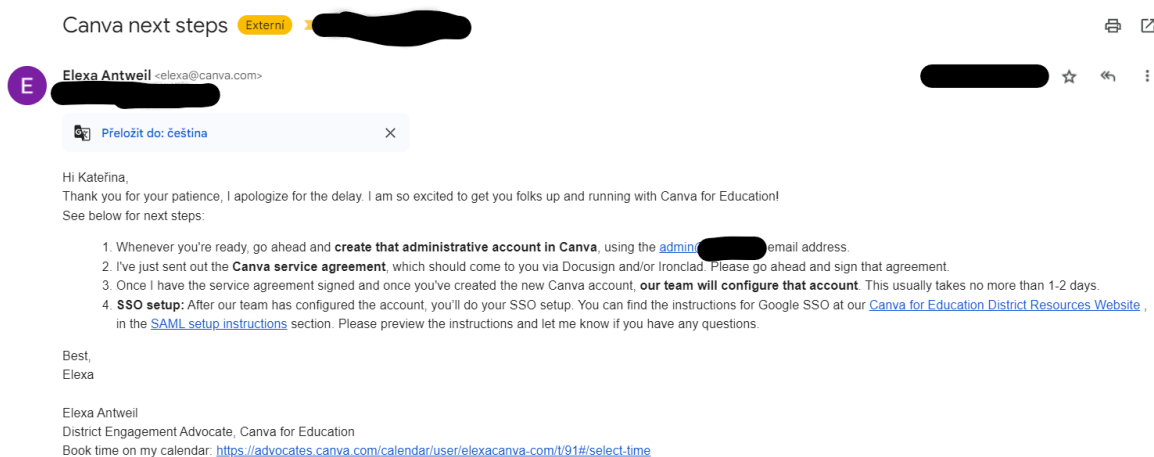 Canva next steps Externí
E
Elexa Antweil <elexa@canva.com>
Přeložit do: čeština
Hi Kateřina,
Thank you for your patience, I apologize for the delay. I am so excited to get you folks up and running with Canva for Education!
See below for next steps:
1. Whenever you're ready, go ahead and create that administrative account in Canva, using the admin@ email address.
2. I've just sent out the Canva service agreement, which should come to you via Docusign and/or Ironclad. Please go ahead and sign that agreement.
3. Once I have the service agreement signed and once you've created the new Canva account, our team will configure that account. This usually takes no more than 1-2 days.
4. SSO setup: After our team has configured the account, you'll do your SSO setup. You can find the instructions for Google SSO at our Canva for Education District Resources Website ,
in the SAML setup instructions section. Please preview the instructions and let me know if you have any questions.
Best,
Elexa
Elexa Antweil
District Engagement Advocate, Canva for Education
Book time on my calendar: https://advocates.canva.com/calendar/user/elexacanva-com/t/91#/select-time